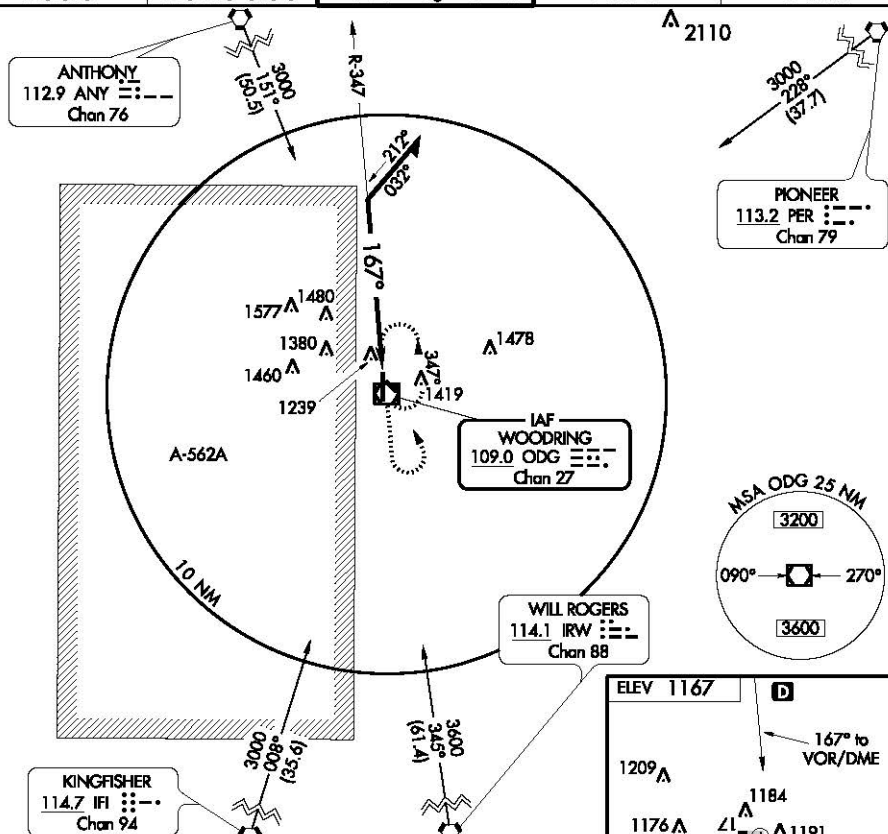 2110
ANTHONY
112.9 ANY
Chan 76
3000
151°
(50.5)
R-347
3000
228°
(37.7)
PIONEER
113.2 PER
Chan 79
212°
032°
167°
1577
1480
1380
1460
1239
347°
1478
1419
IAF
WOODRING
109.0 ODG
Chan 27
A-562A
10 NM
MSA ODG 25 NM
3200
090°
270°
3600
WILL ROGERS
114.1 IRW
Chan 88
3000
008°
(35.6)
3600
345°
(61.4)
KINGFISHER
114.7 IFI
Chan 94
ELEV 1167
D
167° to
VOR/DME
1209
1184
1176
17
1191